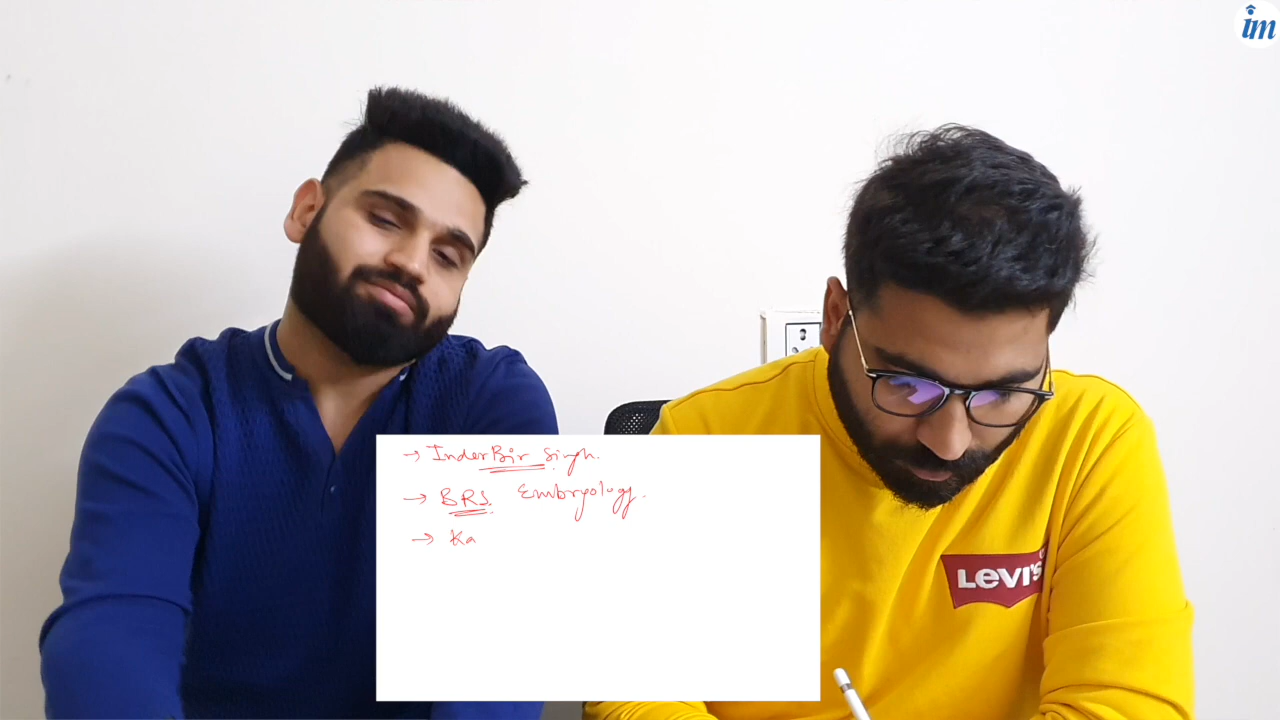 im
→ InderBir Singh.
→ BRS. Embryology.
→ Ka
LEVI'S